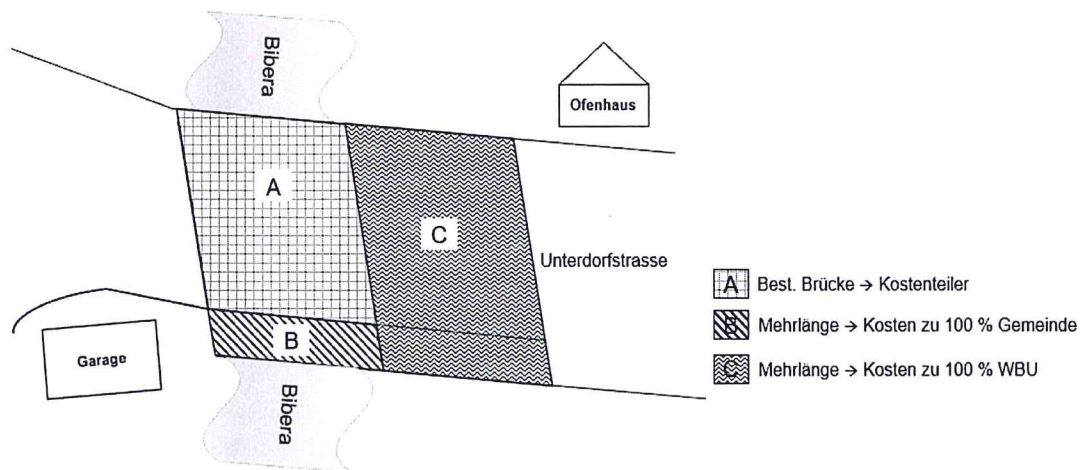 Bibera
Ofenhaus
A
C
Unterdorfstrasse
B
Garage
Bibera
A Best. Brücke → Kostenteiler
B Mehrlänge → Kosten zu 100 % Gemeinde
C Mehrlänge → Kosten zu 100 % WBU